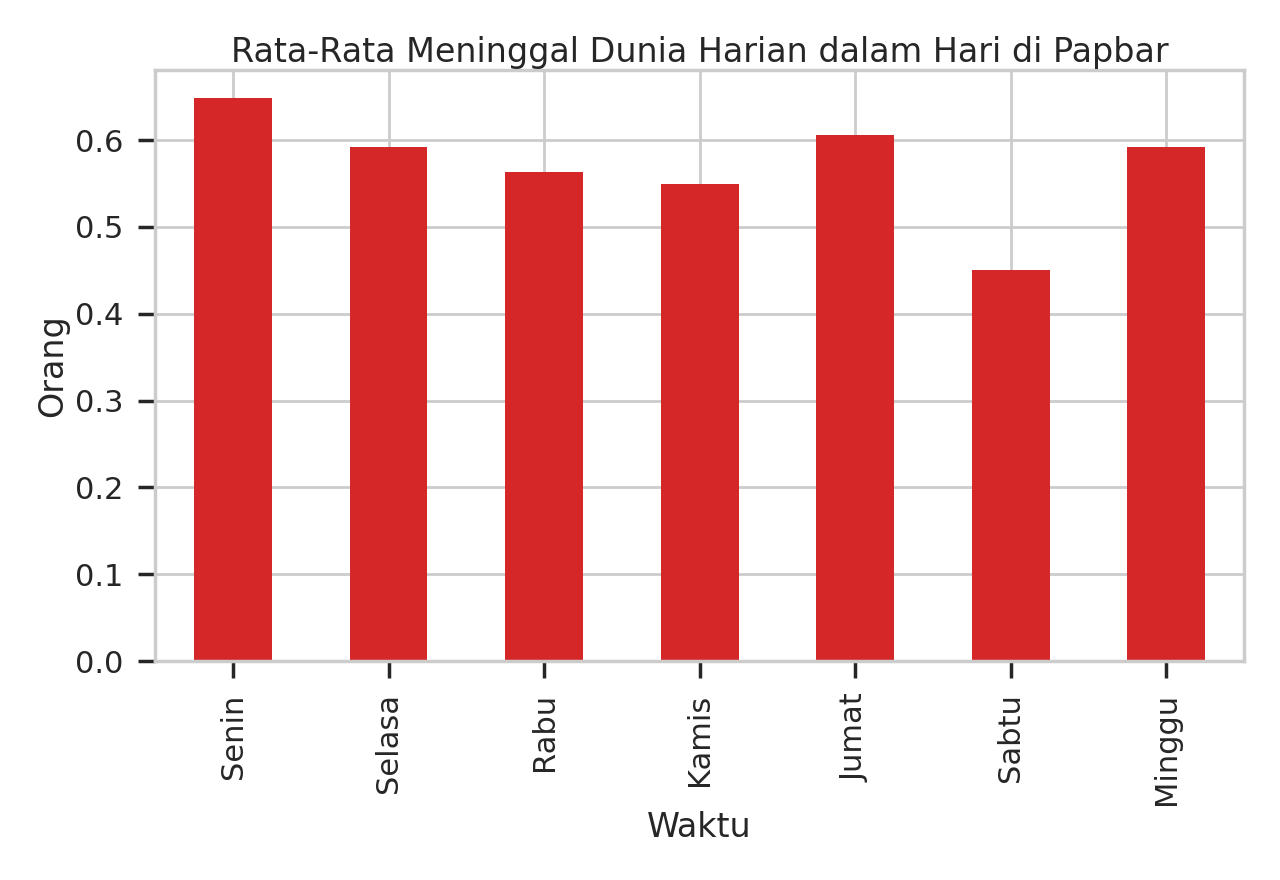 Rata-Rata Meninggal Dunia Harian dalam Hari di Papbar
Orang
0.6
0.5
0.4
0.3
0.2
0.1
0.0
Senin
Selasa
Rabu
Kamis
Jumat
Sabtu
Minggu
Waktu